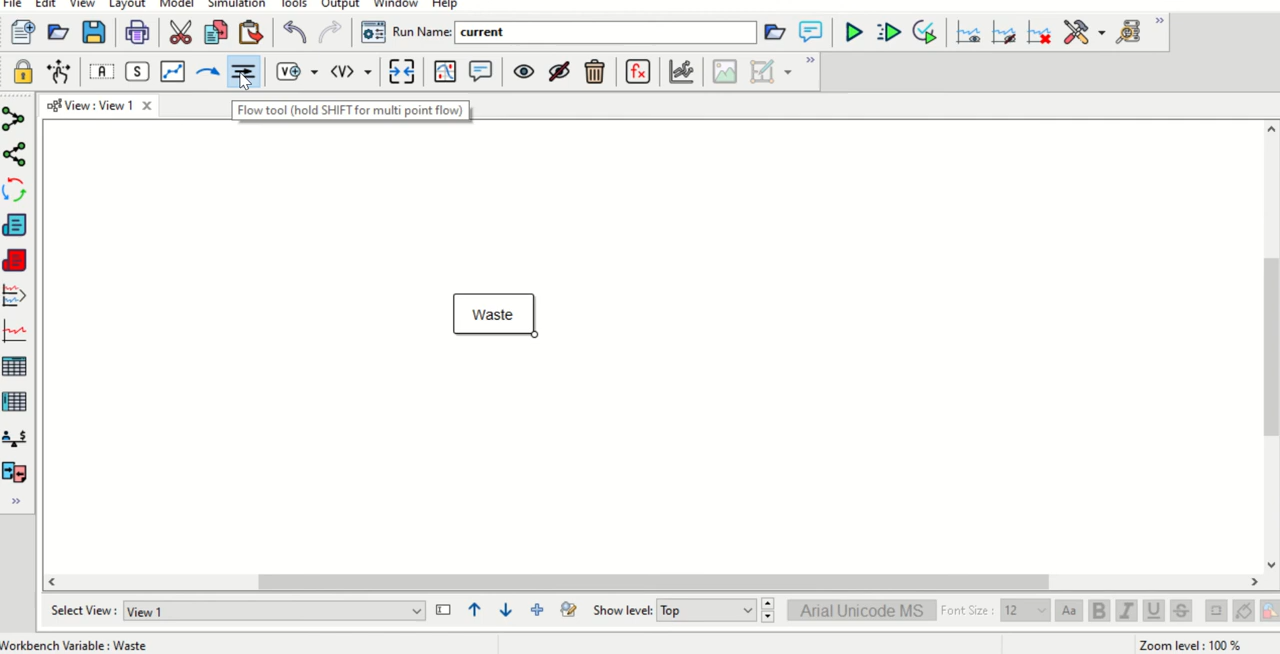 File Edit View Layout Model Simulation Tools Output Window Help
Run Name: current
A S V <V> fx
Flow tool (hold SHIFT for multi point flow)
View : View 1
Waste
Select View : View 1 Show level: Top Arial Unicode MS Font Size : 12 Aa B I U S
Workbench Variable : Waste Zoom level : 100 %